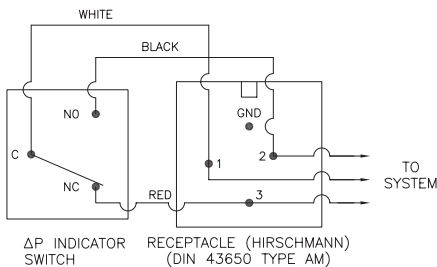 WHITE
BLACK
NO
GND
C
1
2
NC
RED
3
TO
SYSTEM
ΔP INDICATOR
SWITCH
RECEPTACLE (HIRSCHMANN)
(DIN 43650 TYPE AM)